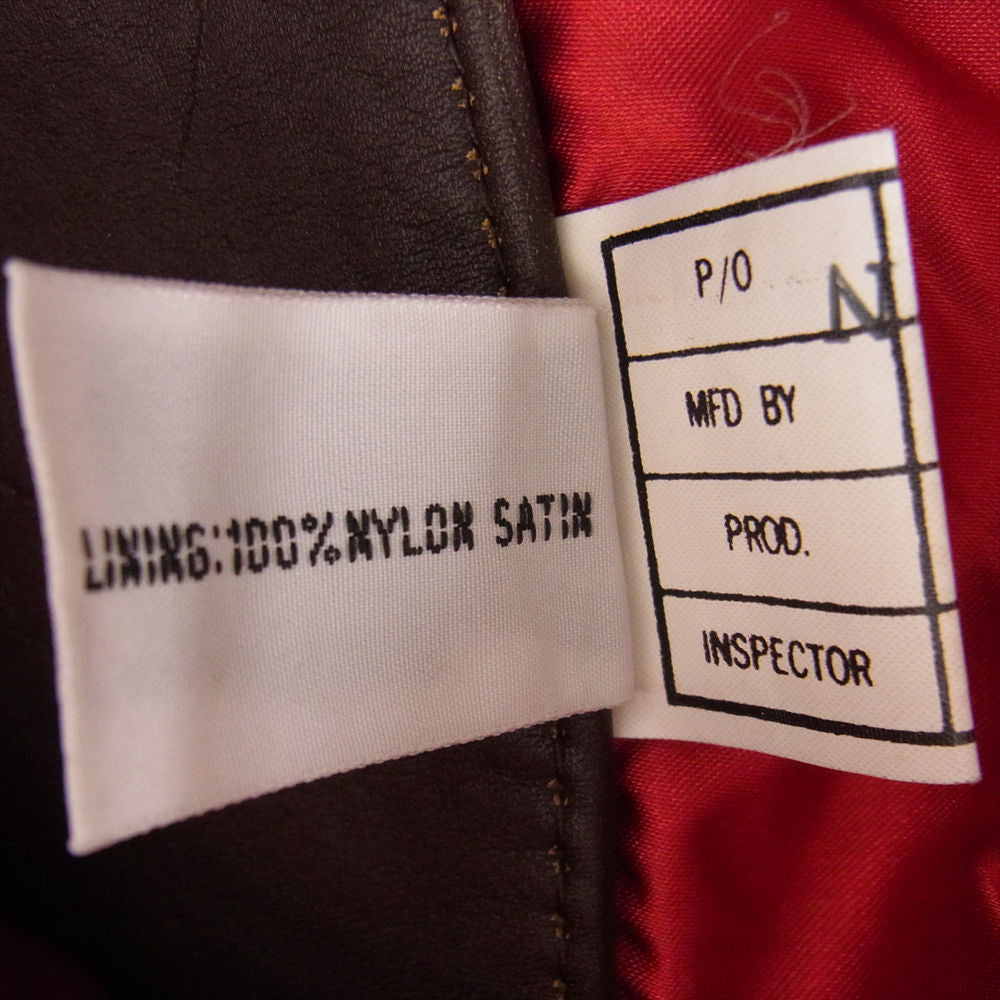 LINING:100%NYLON SATIN
P/O N
MFD BY
PROD.
INSPECTOR